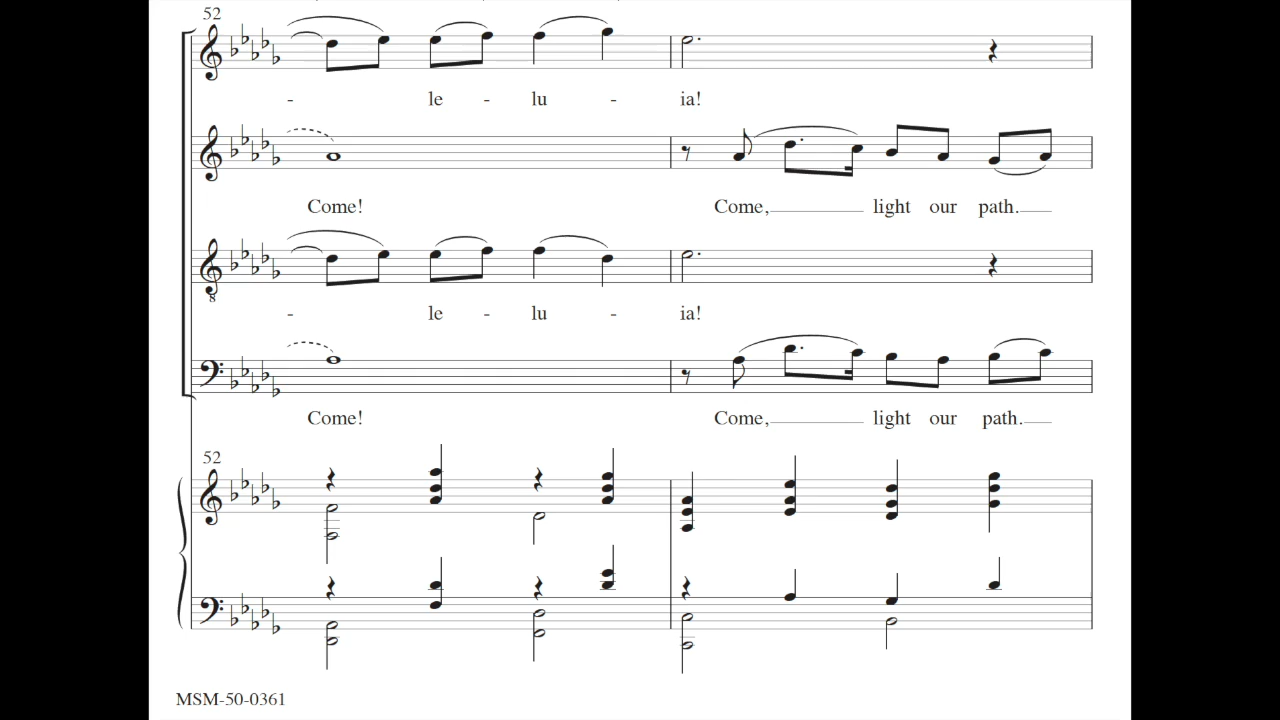 52
- le - lu - ia!
Come! Come, light our path.
8
- le - lu - ia!
Come! Come, light our path.
52
MSM-50-0361